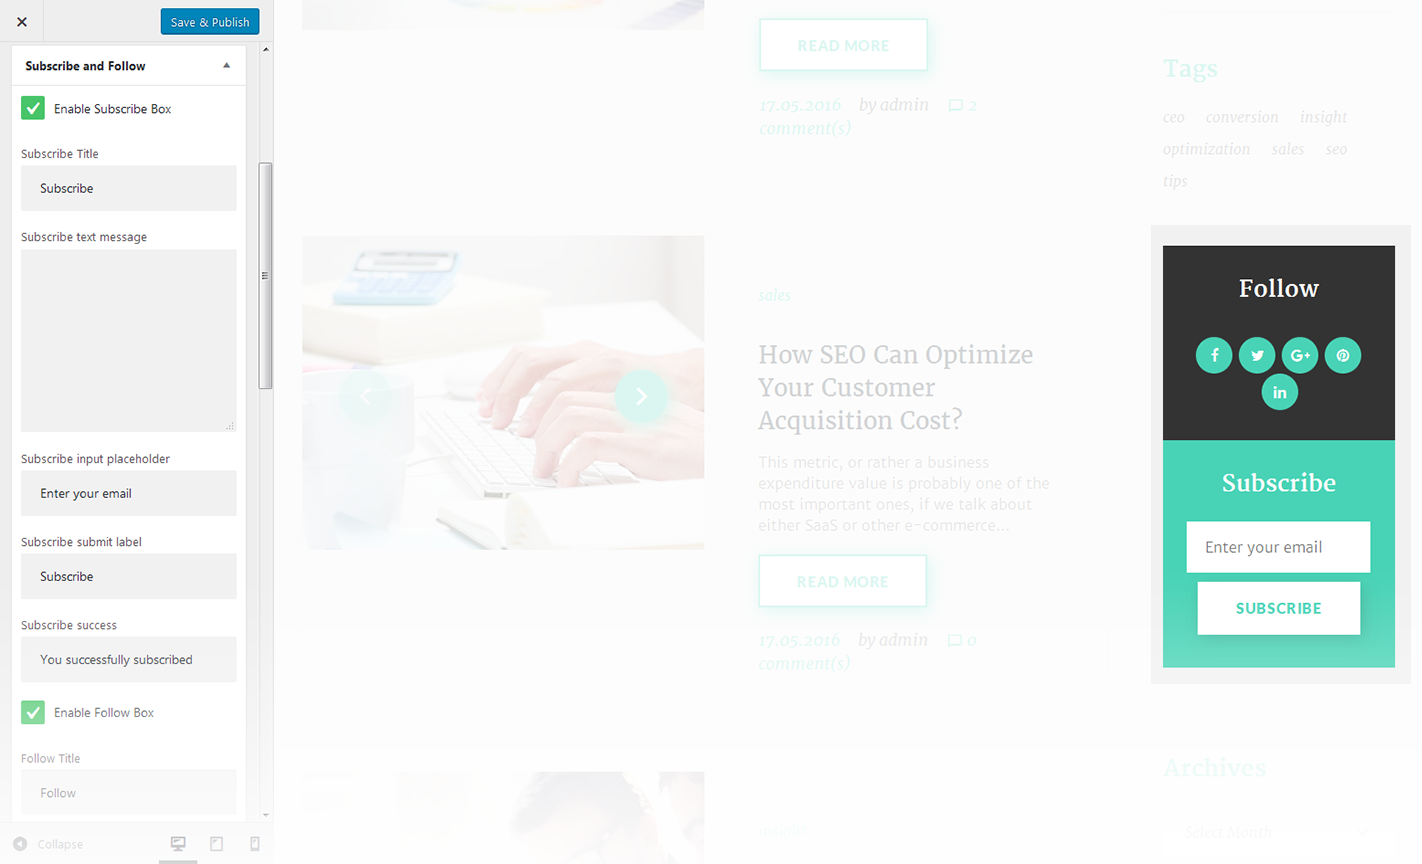 Save & Publish
Subscribe and Follow
Enable Subscribe Box
Subscribe Title
Subscribe
Subscribe text message
Subscribe input placeholder
Enter your email
Subscribe submit label
Subscribe
Subscribe success
You successfully subscribed
Enable Follow Box
Follow Title
Follow
Collapse
READ MORE
17.05.2016 by admin 2
comment(s)
sales
How SEO Can Optimize
Your Customer
Acquisition Cost?
This metric, or rather a business
expenditure value is probably one of the
most important ones, if we talk about
either SaaS or other e-commerce...
READ MORE
17.05.2016 by admin 0
comment(s)
insight
Tags
ceo conversion insight
optimization sales seo
tips
Follow
f G+ in
Subscribe
Enter your email
SUBSCRIBE
Archives
Select Month